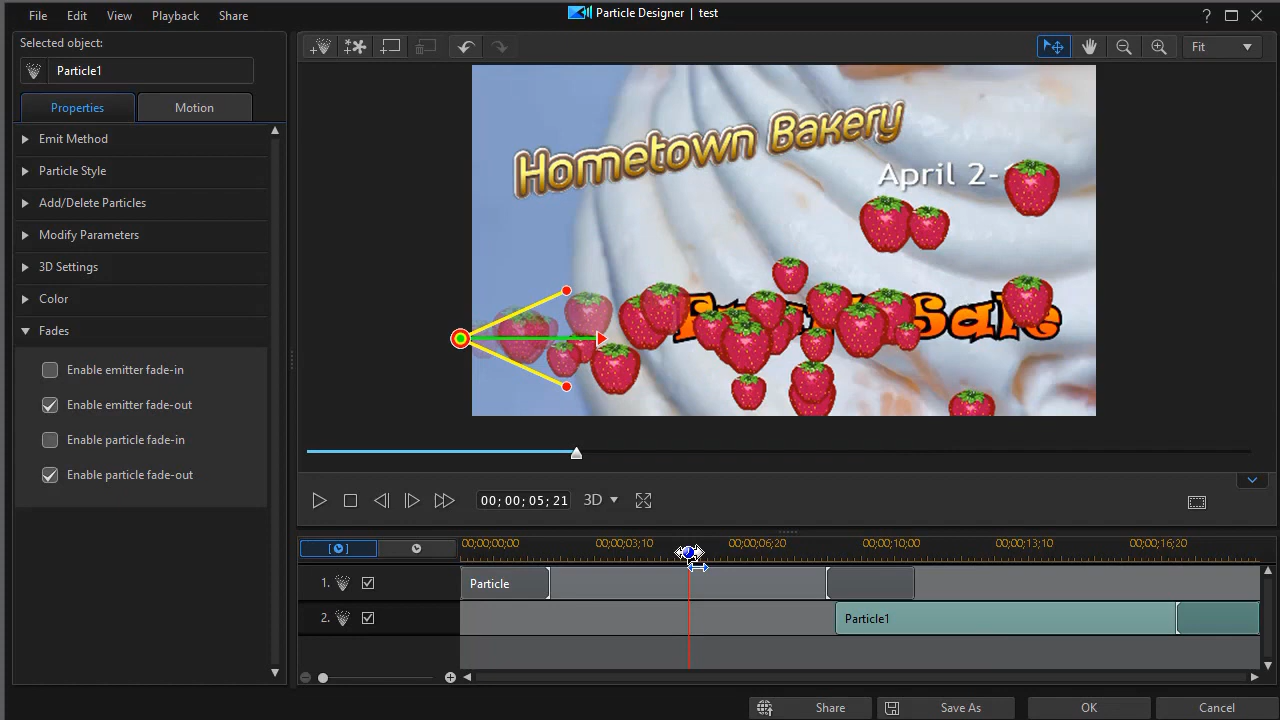 File Edit View Playback Share
Particle Designer | test
?
Selected object:
Particle1
Properties Motion
Emit Method
Particle Style
Add/Delete Particles
Modify Parameters
3D Settings
Color
Fades
Enable emitter fade-in
Enable emitter fade-out
Enable particle fade-in
Enable particle fade-out
Fit
Hometown Bakery
April 2-
Sale
00; 00; 05; 21
3D
00;00;00;00 00;00;03;10 00;00;06;20 00;00;10;00 00;00;13;10 00;00;16;20
1. Particle
2. Particle1
Share Save As OK Cancel